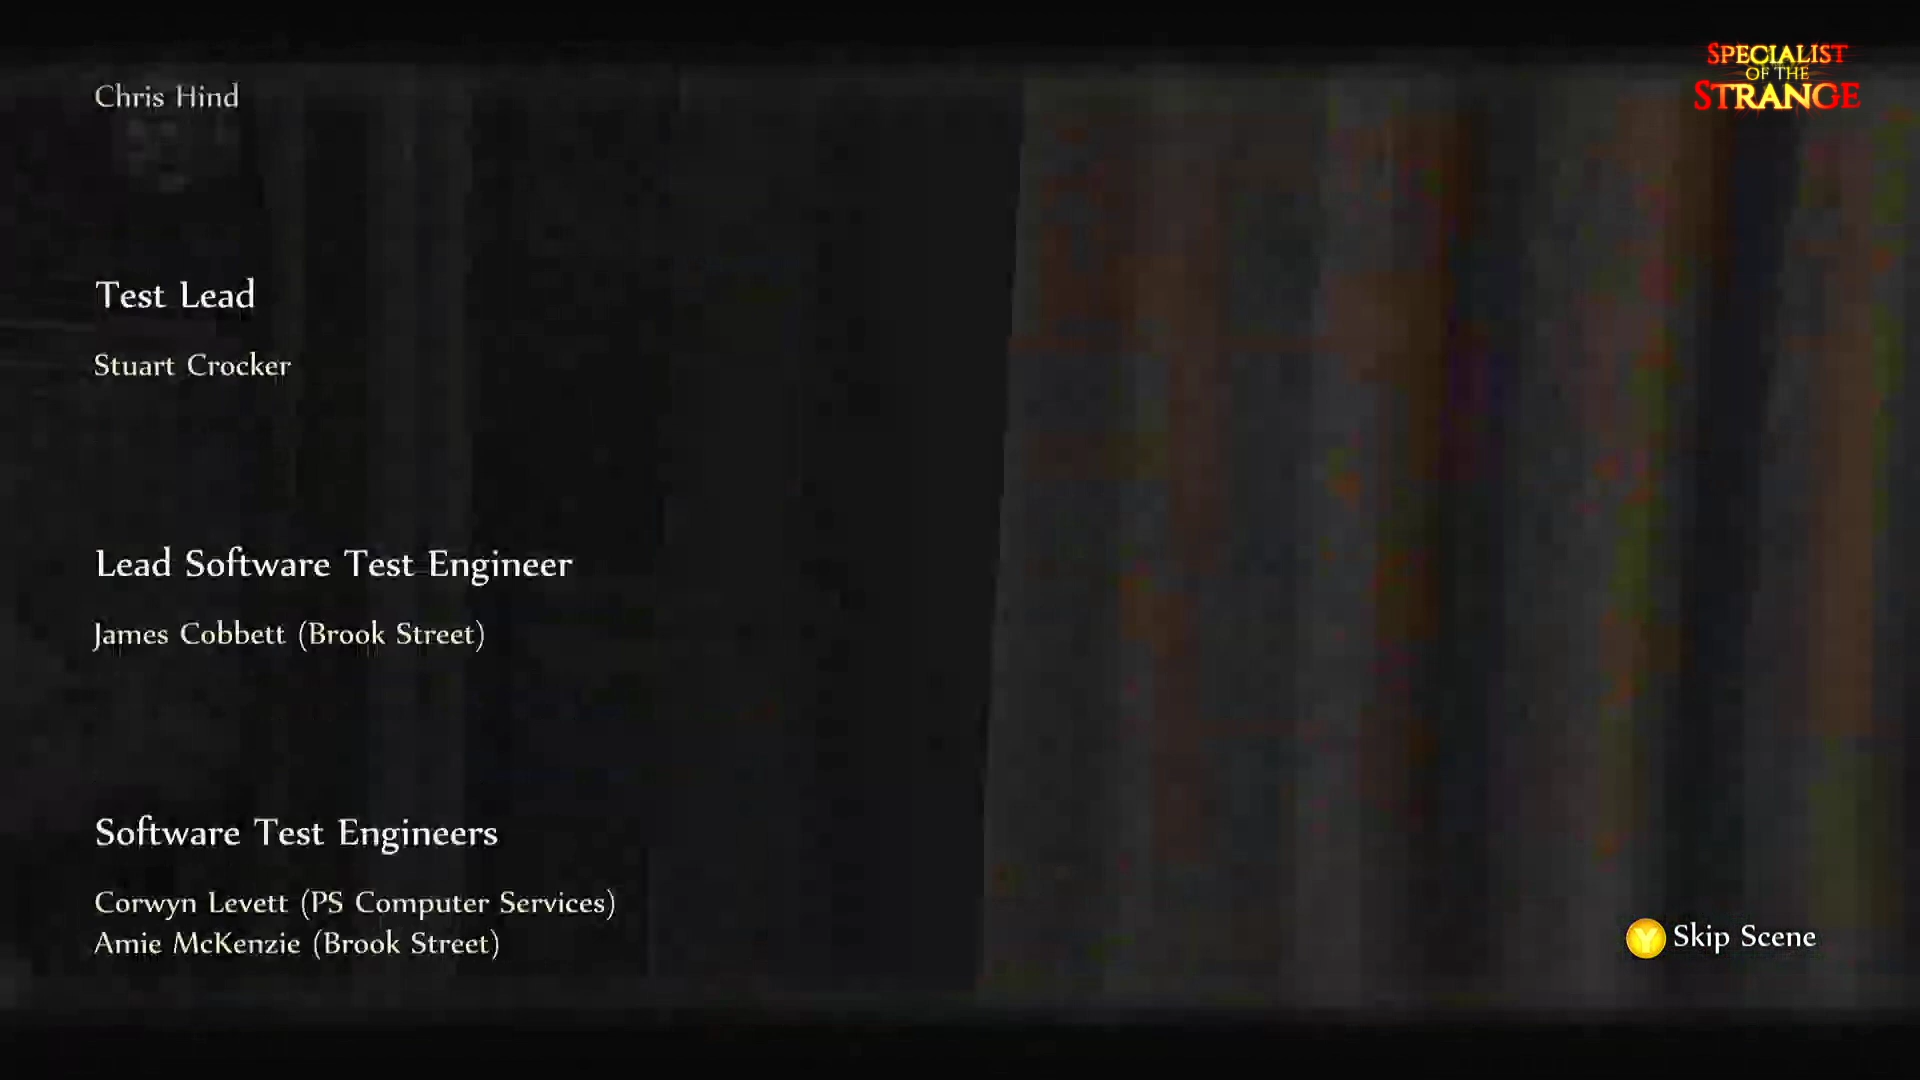 Chris Hind
SPECIALIST
OF THE
STRANGE
Test Lead
Stuart Crocker
Lead Software Test Engineer
James Cobbett (Brook Street)
Software Test Engineers
Corwyn Levett (PS Computer Services)
Amie McKenzie (Brook Street)
Y Skip Scene